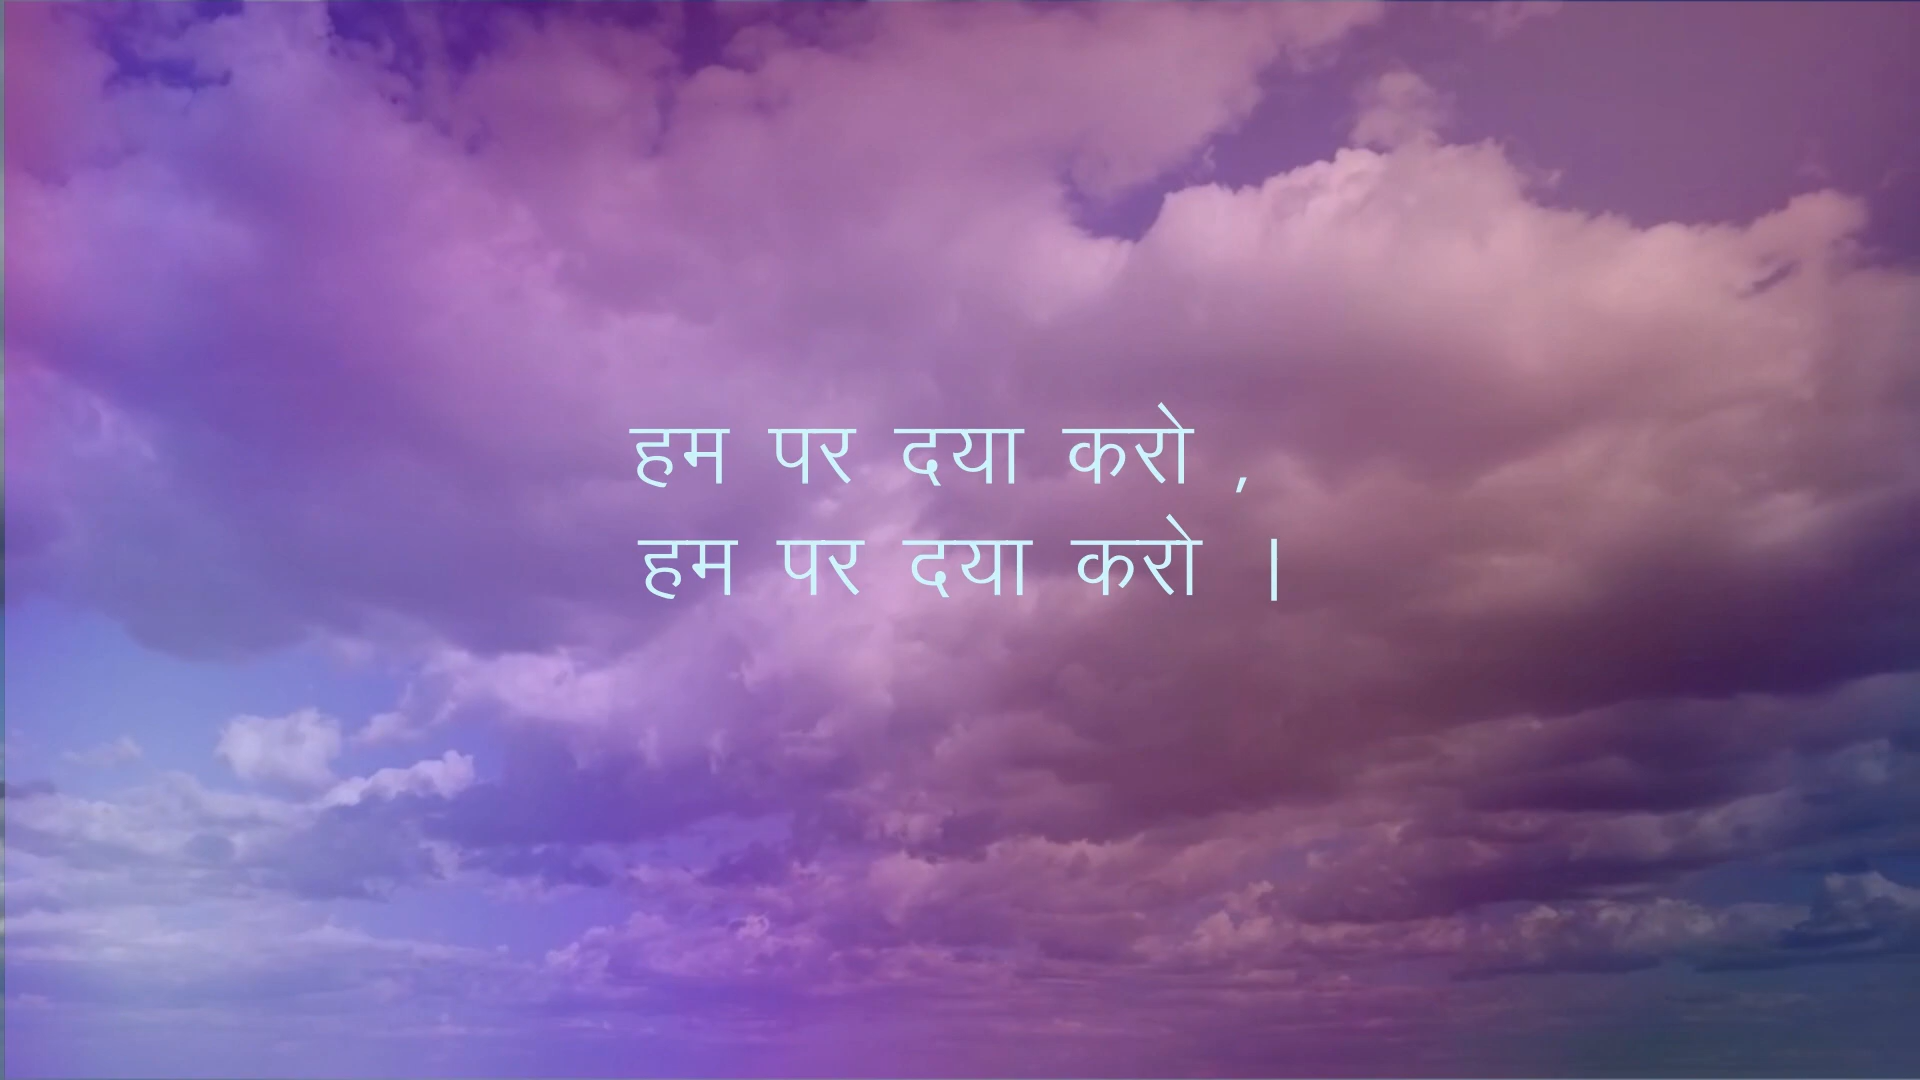 हम पर दया करो ,
हम पर दया करो ।